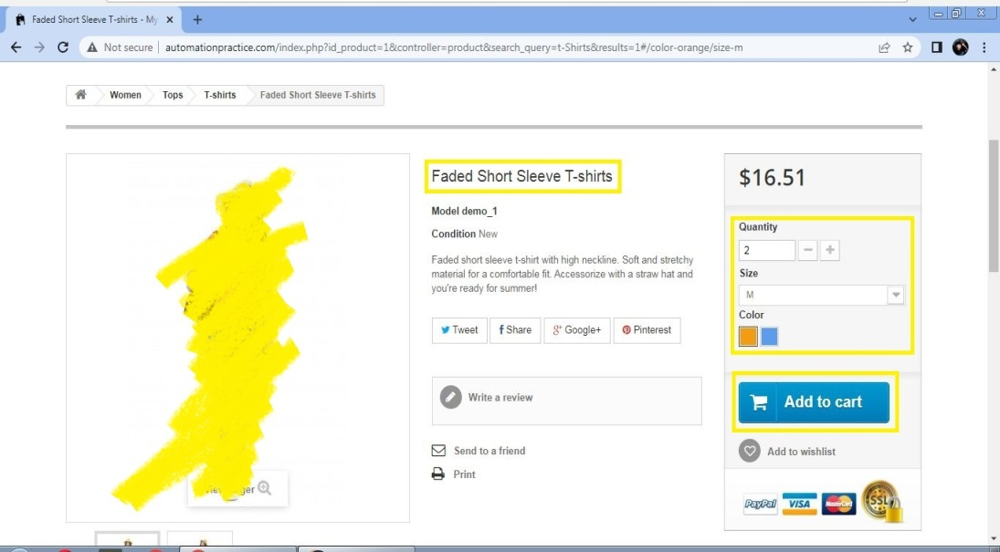 Faded Short Sleeve T-shirts - My
Not secure
automationpractice.com/index.php?id_product=1&controller=product&search_query=t-Shirts&results=1#/color-orange/size-m
Women
Tops
T-shirts
Faded Short Sleeve T-shirts
Faded Short Sleeve T-shirts
Model demo_1
Condition New
Faded short sleeve t-shirt with high neckline. Soft and stretchy
material for a comfortable fit. Accessorize with a straw hat and
you're ready for summer!
Tweet
Share
Google+
Pinterest
Write a review
Send to a friend
Print
$16.51
Quantity
2
Size
M
Color
Add to cart
Add to wishlist
PayPal
VISA
MasterCard
SSL